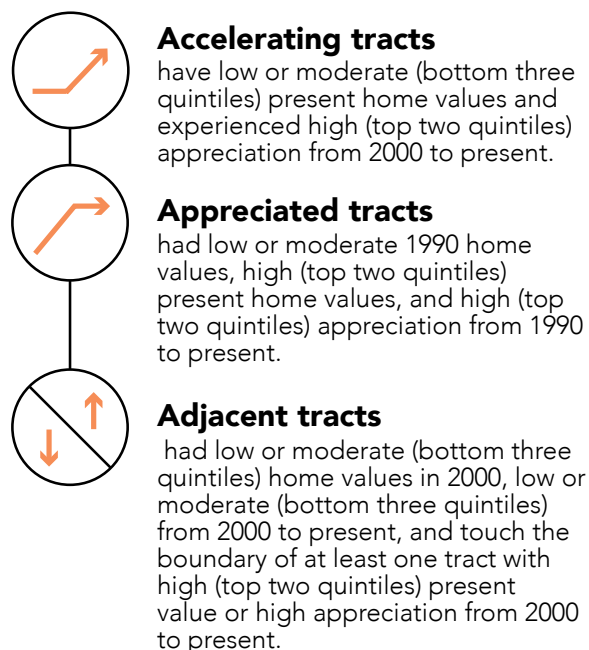 Accelerating tracts
have low or moderate (bottom three
quintiles) present home values and
experienced high (top two quintiles)
appreciation from 2000 to present.
Appreciated tracts
had low or moderate 1990 home
values, high (top two quintiles)
present home values, and high (top
two quintiles) appreciation from 1990
to present.
Adjacent tracts
had low or moderate (bottom three
quintiles) home values in 2000, low or
moderate (bottom three quintiles)
from 2000 to present, and touch the
boundary of at least one tract with
high (top two quintiles) present
value or high appreciation from 2000
to present.